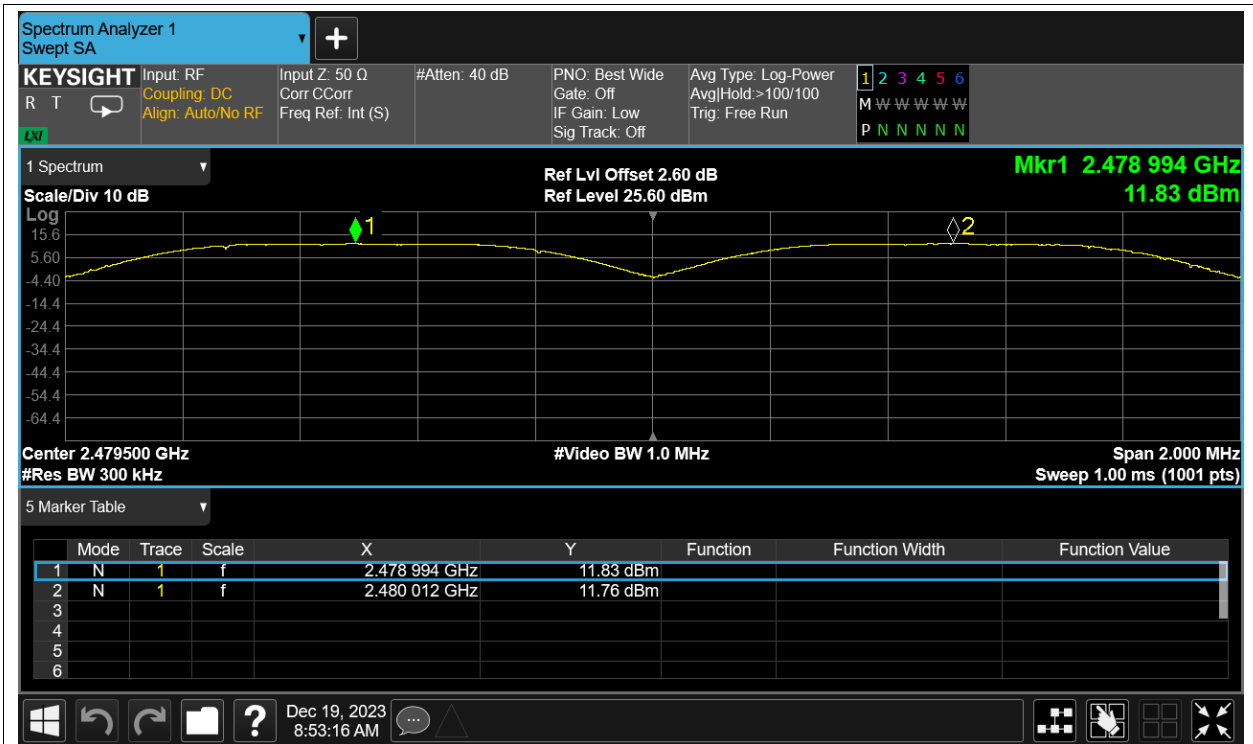 Spectrum Analyzer 1
Swept SA
KEYSIGHT
R T
LXI
Input: RF
Coupling: DC
Align: Auto/No RF
Input Z: 50 Ω
Corr CCorr
Freq Ref: Int (S)
#Atten: 40 dB
PNO: Best Wide
Gate: Off
IF Gain: Low
Sig Track: Off
Avg Type: Log-Power
Avg|Hold:>100/100
Trig: Free Run
1 2 3 4 5 6
M W W W W W
P N N N N N
1 Spectrum
Scale/Div 10 dB
Ref Lvl Offset 2.60 dB
Ref Level 25.60 dBm
Mkr1 2.478 994 GHz
11.83 dBm
Log
15.6
5.60
-4.40
-14.4
-24.4
-34.4
-44.4
-54.4
-64.4
1
2
Center 2.479500 GHz #Video BW 1.0 MHz Span 2.000 MHz
#Res BW 300 kHz Sweep 1.00 ms (1001 pts)
5 Marker Table
Mode Trace Scale X Y Function Function Width Function Value
1 N 1 f 2.478 994 GHz 11.83 dBm
2 N 1 f 2.480 012 GHz 11.76 dBm
3
4
5
6
?
Dec 19, 2023
8:53:16 AM